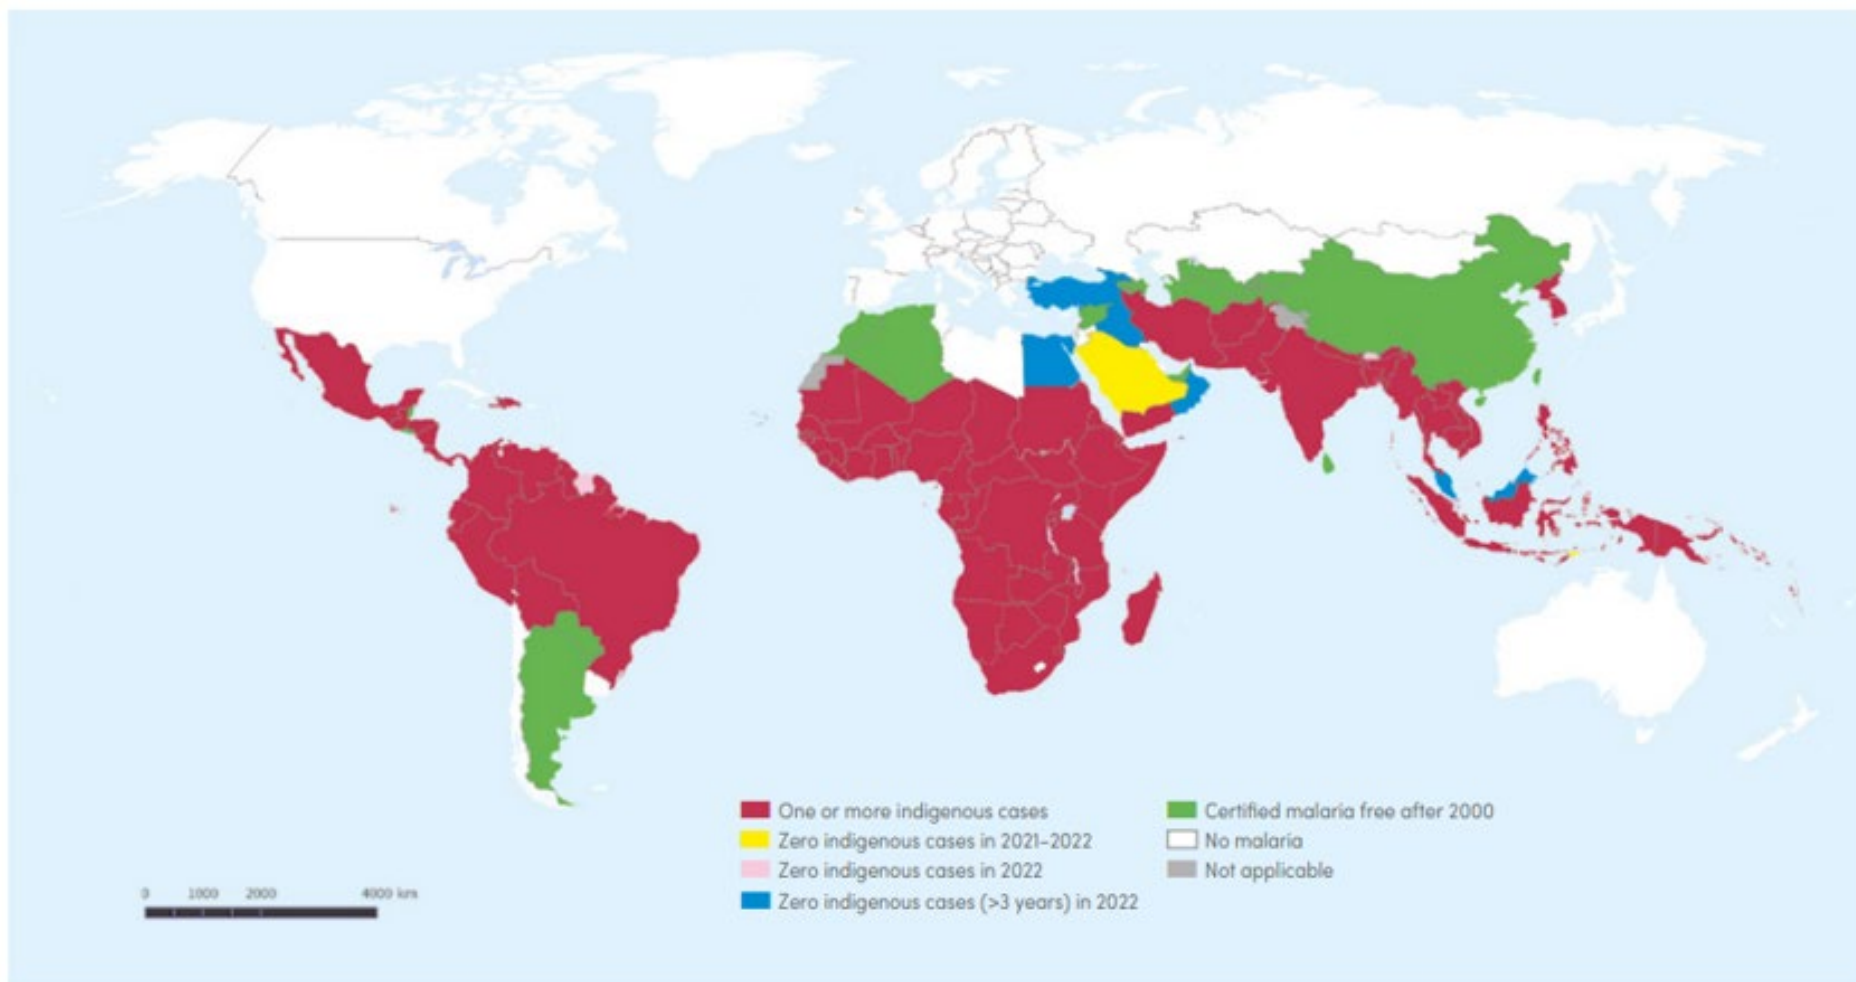 One or more indigenous cases
Zero indigenous cases in 2021–2022
Zero indigenous cases in 2022
Zero indigenous cases (>3 years) in 2022
Certified malaria free after 2000
No malaria
Not applicable
0 1000 2000 4000 km